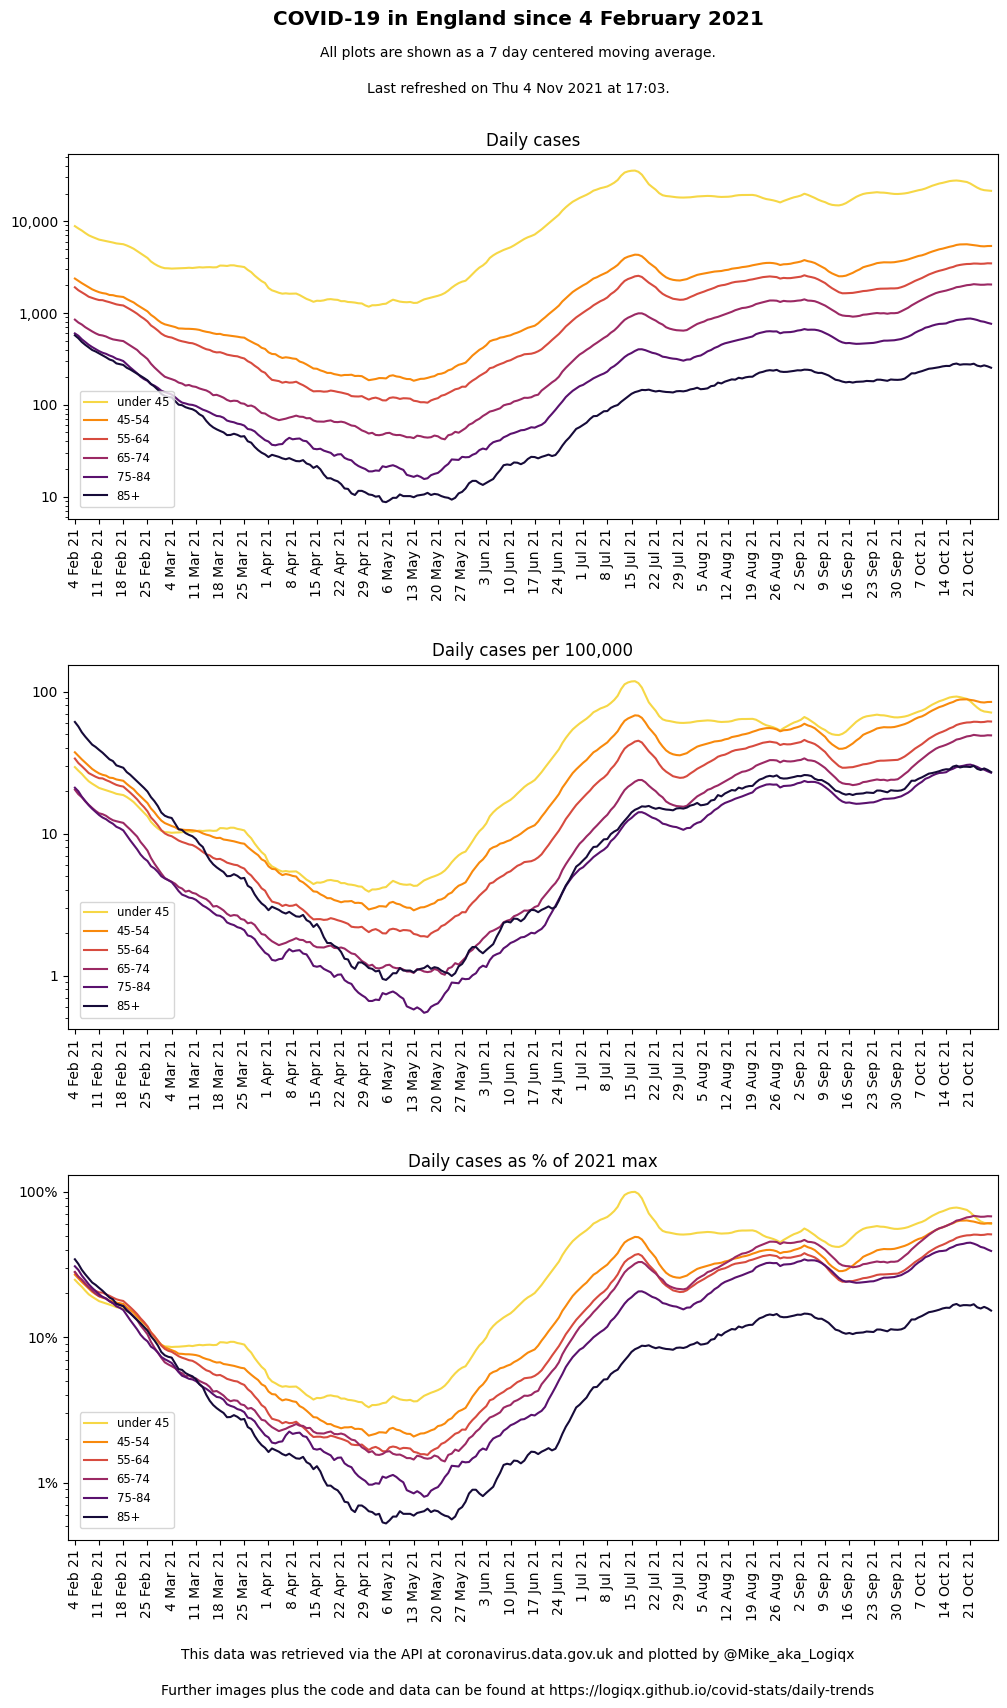 COVID-19 in England since 4 February 2021
All plots are shown as a 7 day centered moving average.
Last refreshed on Thu 4 Nov 2021 at 17:03.
Daily cases
10,000
1,000
100
10
under 45
45-54
55-64
65-74
75-84
85+
4 Feb 21
11 Feb 21
18 Feb 21
25 Feb 21
4 Mar 21
11 Mar 21
18 Mar 21
25 Mar 21
1 Apr 21
8 Apr 21
15 Apr 21
22 Apr 21
29 Apr 21
6 May 21
13 May 21
20 May 21
27 May 21
3 Jun 21
10 Jun 21
17 Jun 21
24 Jun 21
1 Jul 21
8 Jul 21
15 Jul 21
22 Jul 21
29 Jul 21
5 Aug 21
12 Aug 21
19 Aug 21
26 Aug 21
2 Sep 21
9 Sep 21
16 Sep 21
23 Sep 21
30 Sep 21
7 Oct 21
14 Oct 21
21 Oct 21
Daily cases per 100,000
100
10
1
under 45
45-54
55-64
65-74
75-84
85+
4 Feb 21
11 Feb 21
18 Feb 21
25 Feb 21
4 Mar 21
11 Mar 21
18 Mar 21
25 Mar 21
1 Apr 21
8 Apr 21
15 Apr 21
22 Apr 21
29 Apr 21
6 May 21
13 May 21
20 May 21
27 May 21
3 Jun 21
10 Jun 21
17 Jun 21
24 Jun 21
1 Jul 21
8 Jul 21
15 Jul 21
22 Jul 21
29 Jul 21
5 Aug 21
12 Aug 21
19 Aug 21
26 Aug 21
2 Sep 21
9 Sep 21
16 Sep 21
23 Sep 21
30 Sep 21
7 Oct 21
14 Oct 21
21 Oct 21
Daily cases as % of 2021 max
100%
10%
1%
under 45
45-54
55-64
65-74
75-84
85+
4 Feb 21
11 Feb 21
18 Feb 21
25 Feb 21
4 Mar 21
11 Mar 21
18 Mar 21
25 Mar 21
1 Apr 21
8 Apr 21
15 Apr 21
22 Apr 21
29 Apr 21
6 May 21
13 May 21
20 May 21
27 May 21
3 Jun 21
10 Jun 21
17 Jun 21
24 Jun 21
1 Jul 21
8 Jul 21
15 Jul 21
22 Jul 21
29 Jul 21
5 Aug 21
12 Aug 21
19 Aug 21
26 Aug 21
2 Sep 21
9 Sep 21
16 Sep 21
23 Sep 21
30 Sep 21
7 Oct 21
14 Oct 21
21 Oct 21
This data was retrieved via the API at coronavirus.data.gov.uk and plotted by @Mike_aka_Logiqx
Further images plus the code and data can be found at https://logiqx.github.io/covid-stats/daily-trends